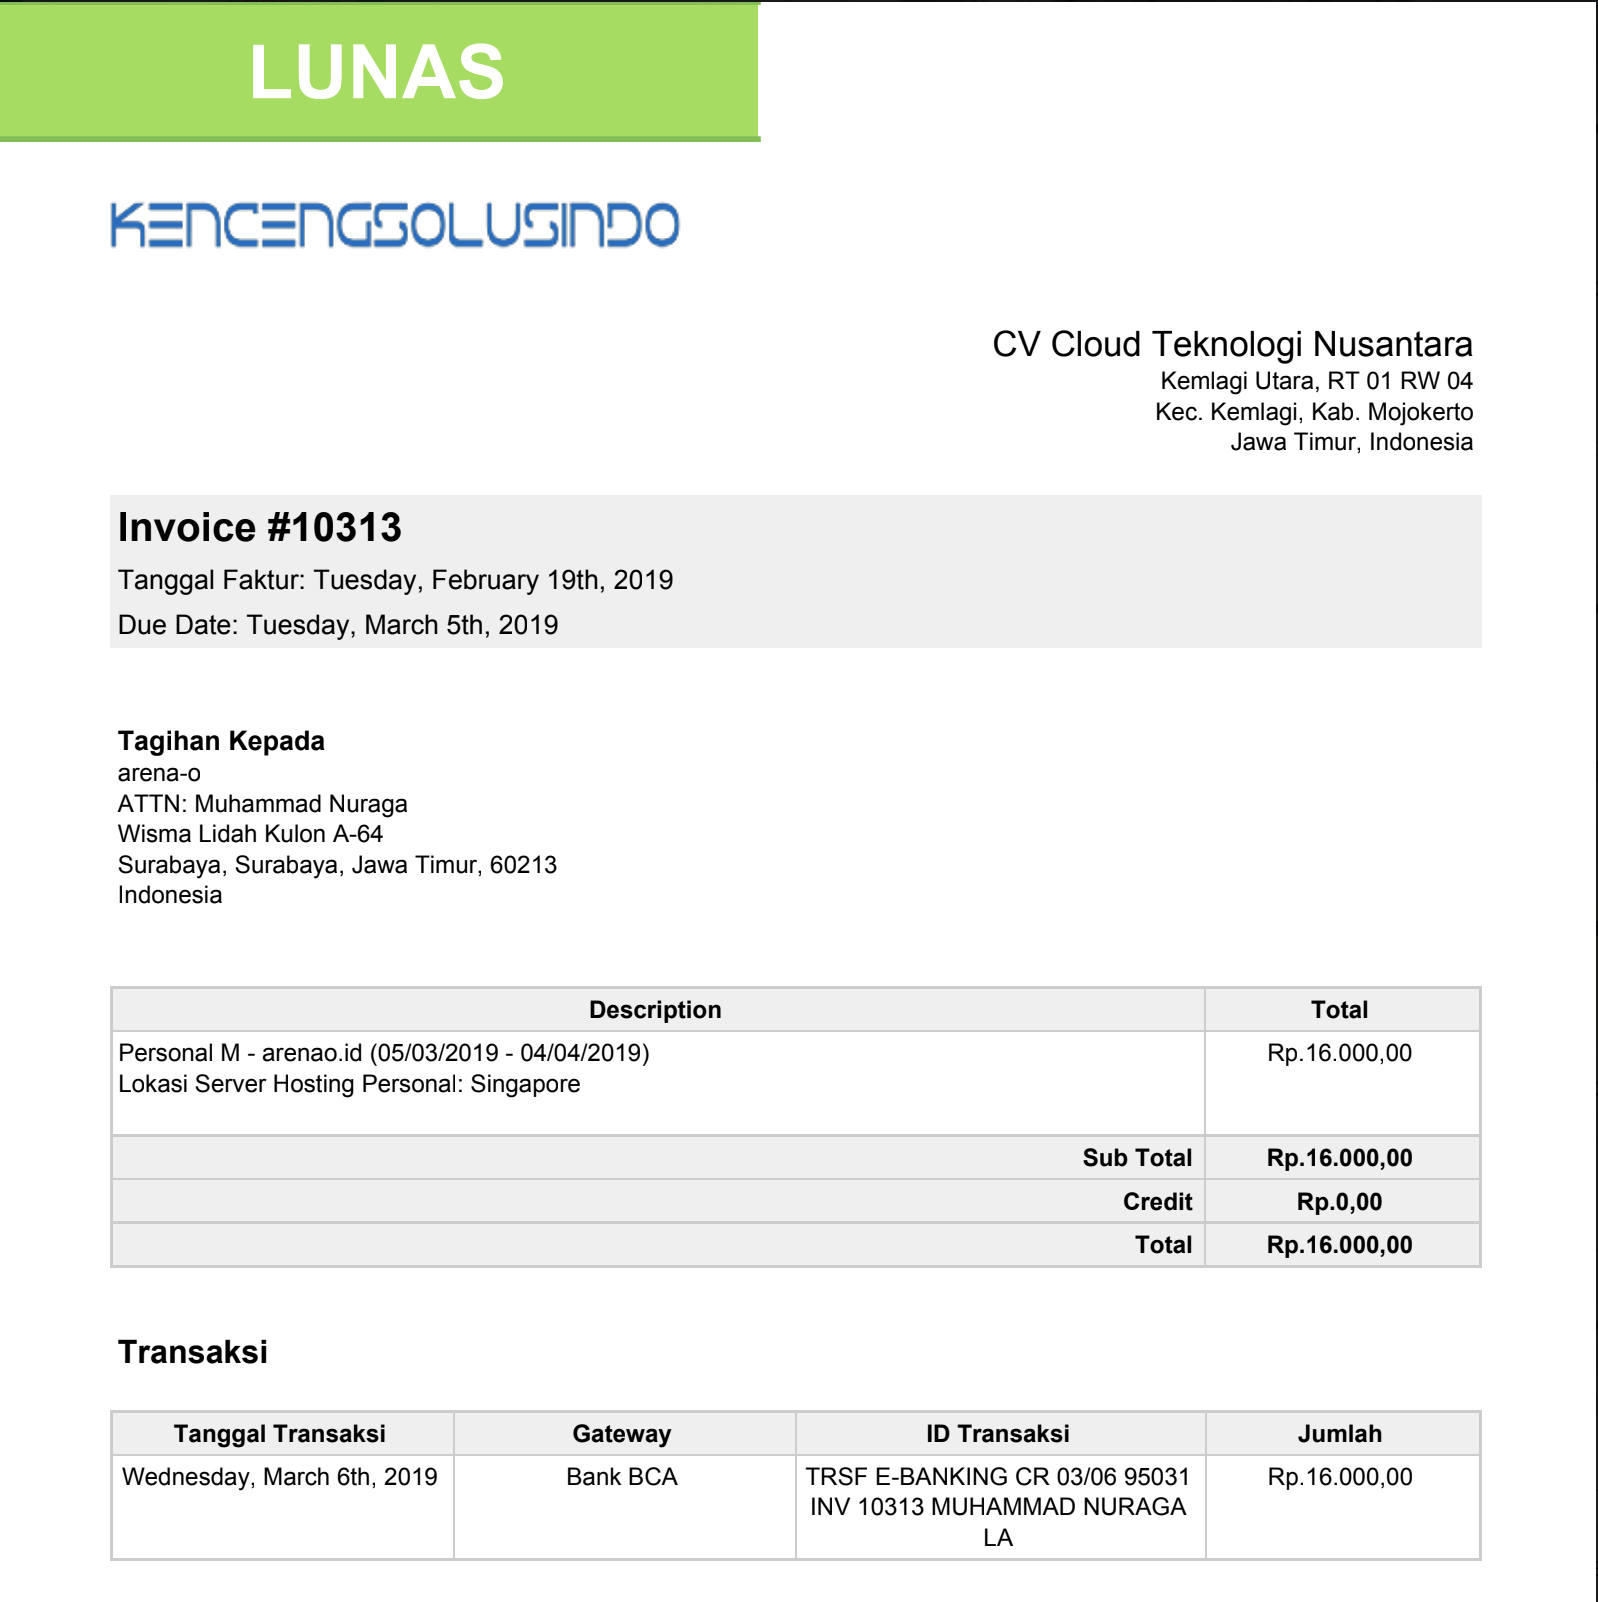 LUNAS
KENCENGSOLUSINDO
CV Cloud Teknologi Nusantara
Kemlagi Utara, RT 01 RW 04
Kec. Kemlagi, Kab. Mojokerto
Jawa Timur, Indonesia
Invoice #10313
Tanggal Faktur: Tuesday, February 19th, 2019
Due Date: Tuesday, March 5th, 2019
Tagihan Kepada
arena-o
ATTN: Muhammad Nuraga
Wisma Lidah Kulon A-64
Surabaya, Surabaya, Jawa Timur, 60213
Indonesia
Description Total
Personal M - arenao.id (05/03/2019 - 04/04/2019) Rp.16.000,00
Lokasi Server Hosting Personal: Singapore
Sub Total Rp.16.000,00
Credit Rp.0,00
Total Rp.16.000,00
Transaksi
Tanggal Transaksi Gateway ID Transaksi Jumlah
Wednesday, March 6th, 2019 Bank BCA TRSF E-BANKING CR 03/06 95031 Rp.16.000,00
INV 10313 MUHAMMAD NURAGA
LA